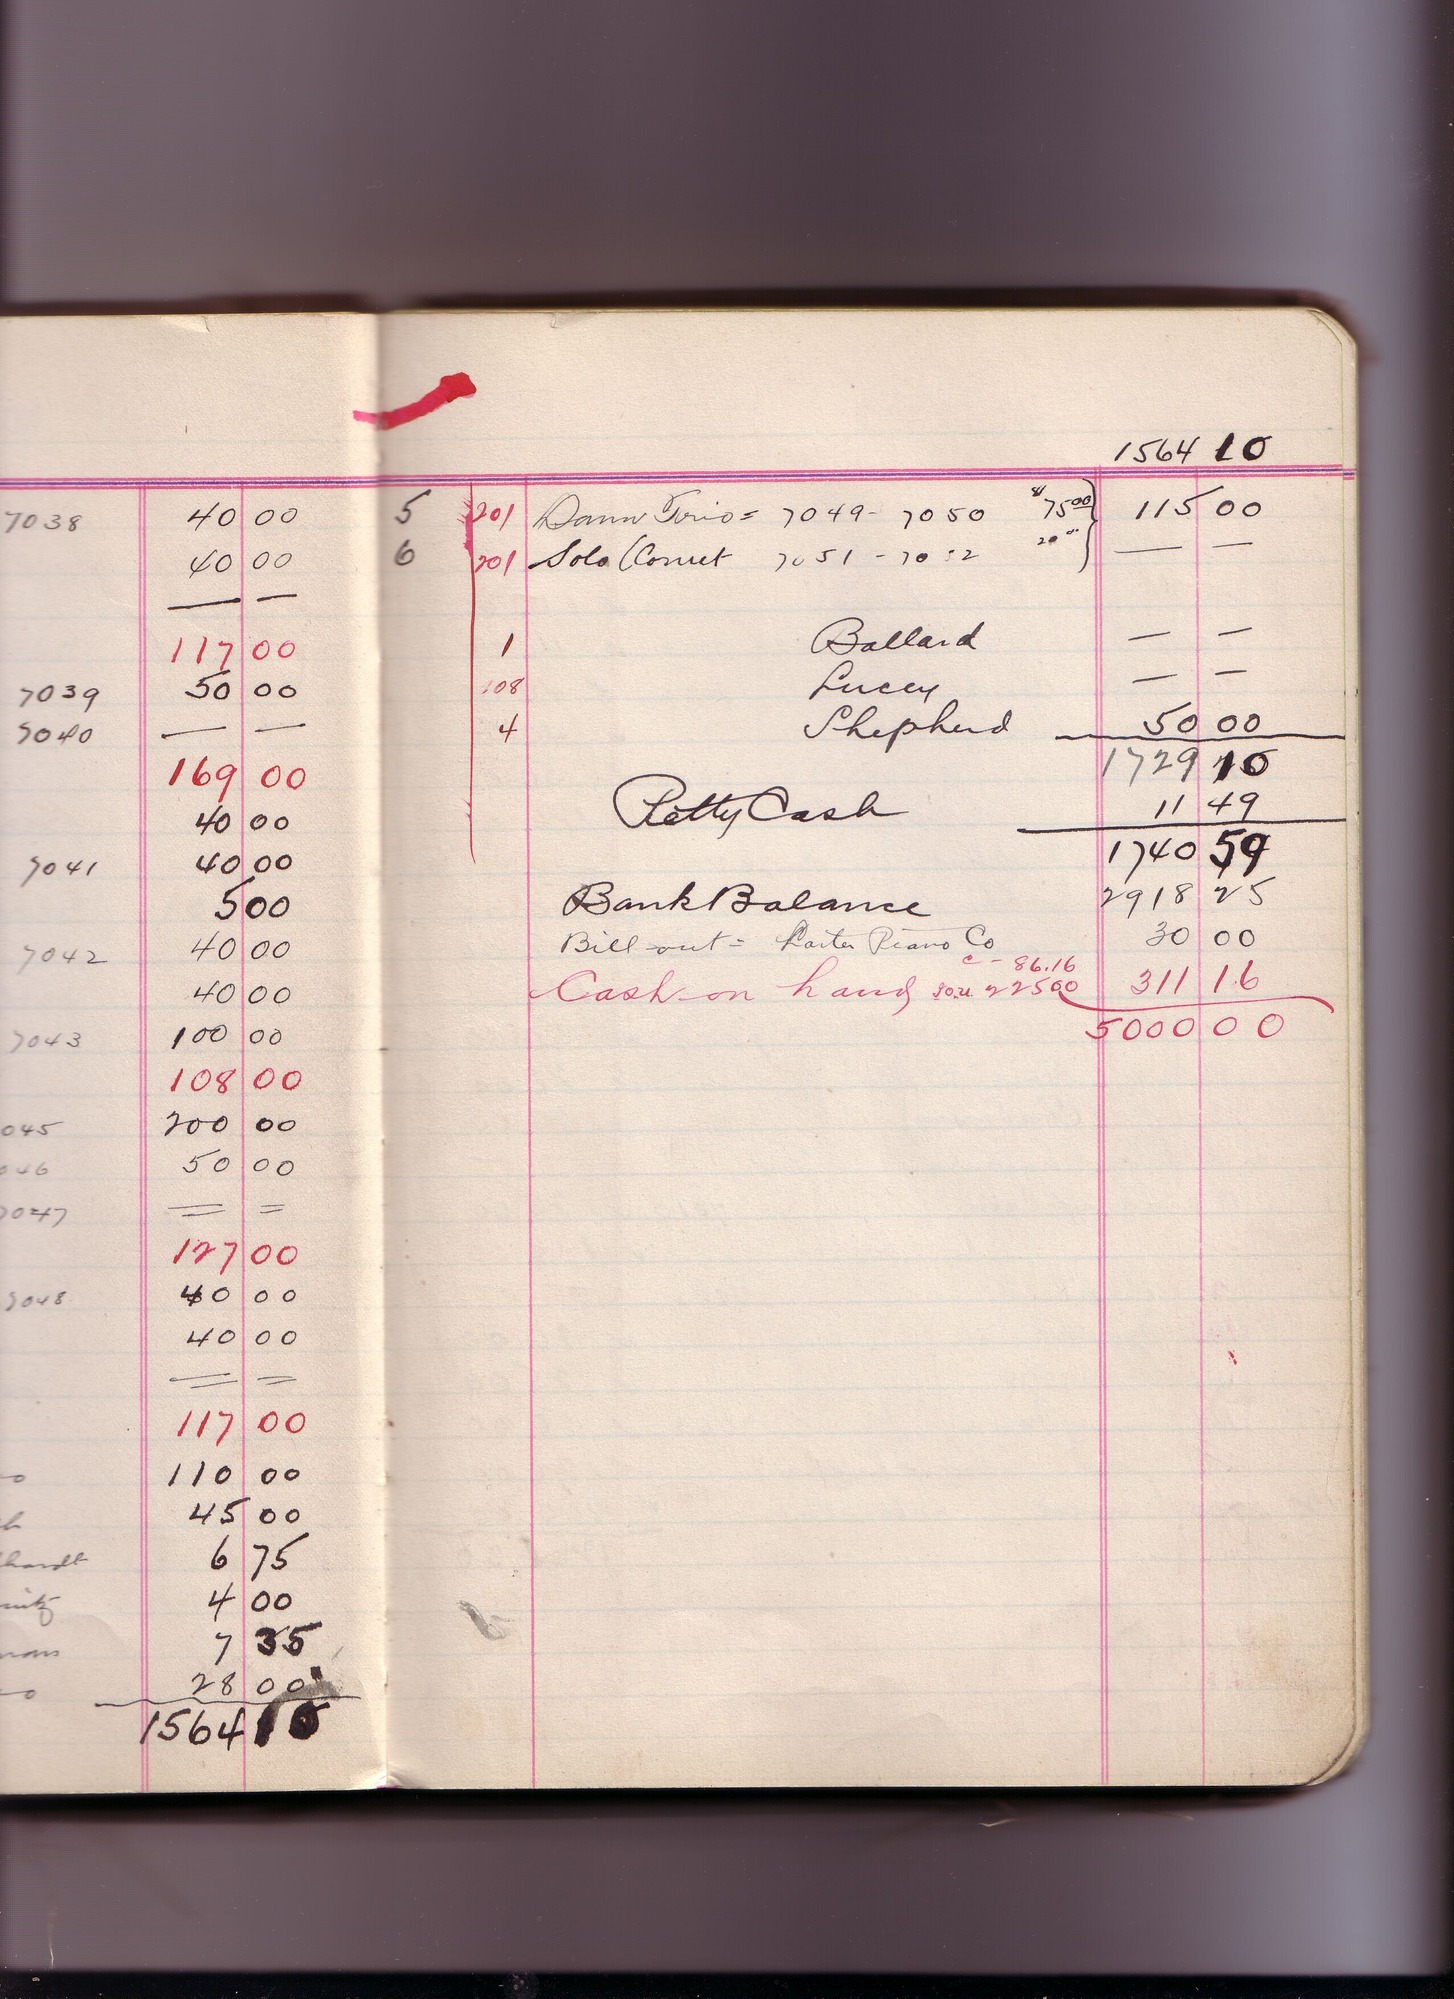 7038 40 00
40 00
117 00
7039 50 00
7040
169 00
40 00
7041 40 00
5 00
7042 40 00
40 00
7043 100 00
108 00
045 200 00
046 50 00
7047
127 00
7048 40 00
40 00
117 00
110 00
45 00
hardt 6 75
4 00
7 35
28 00
1564 10
1564 10
5 201 Dann Trio = 7049 - 7050 $75.00 115 00
6 201 Solo (Cornet 7051 - 7052 20 — —
1 Ballard — —
108 Lucey — —
4 Shepherd 50 00
1729 10
Petty Cash 11 49
1740 59
Bank Balance 2918 25
Bill out = Piano Co 30 00
c - 86.16
Cash on hand I.O.U. 225 00 311 16
5000 00